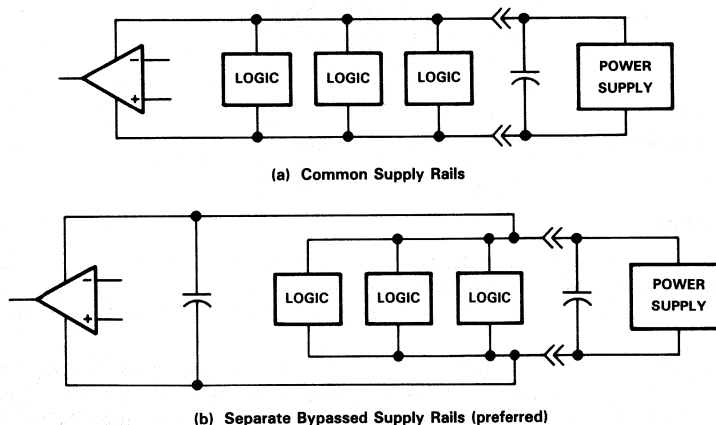 LOGIC LOGIC LOGIC
POWER
SUPPLY
(a) Common Supply Rails
LOGIC LOGIC LOGIC
POWER
SUPPLY
(b) Separate Bypassed Supply Rails (preferred)